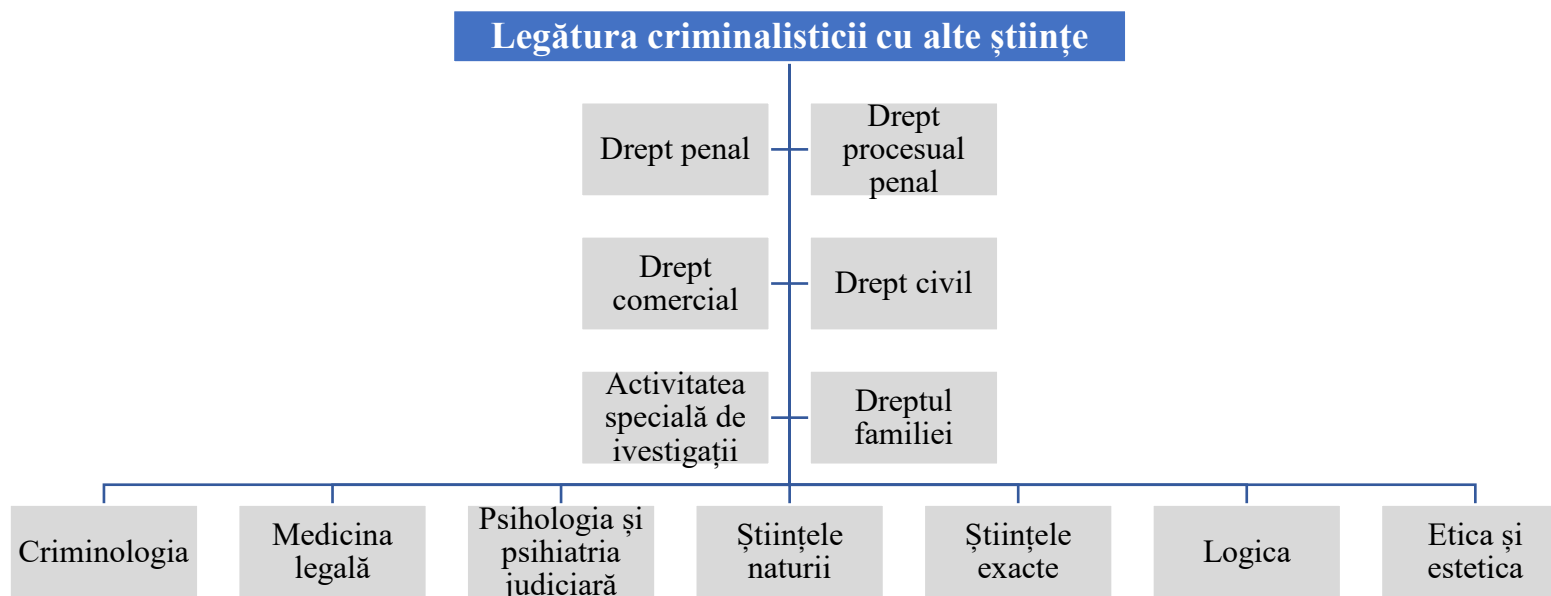 Legătura criminalisticii cu alte științe
Drept penal
Drept
procesual
penal
Drept
comercial
Drept civil
Activitatea
specială de
ivestigații
Dreptul
familiei
Criminologia
Medicina
legală
Psihologia și
psihiatria
judiciară
Științele
naturii
Științele
exacte
Logica
Etica și
estetica